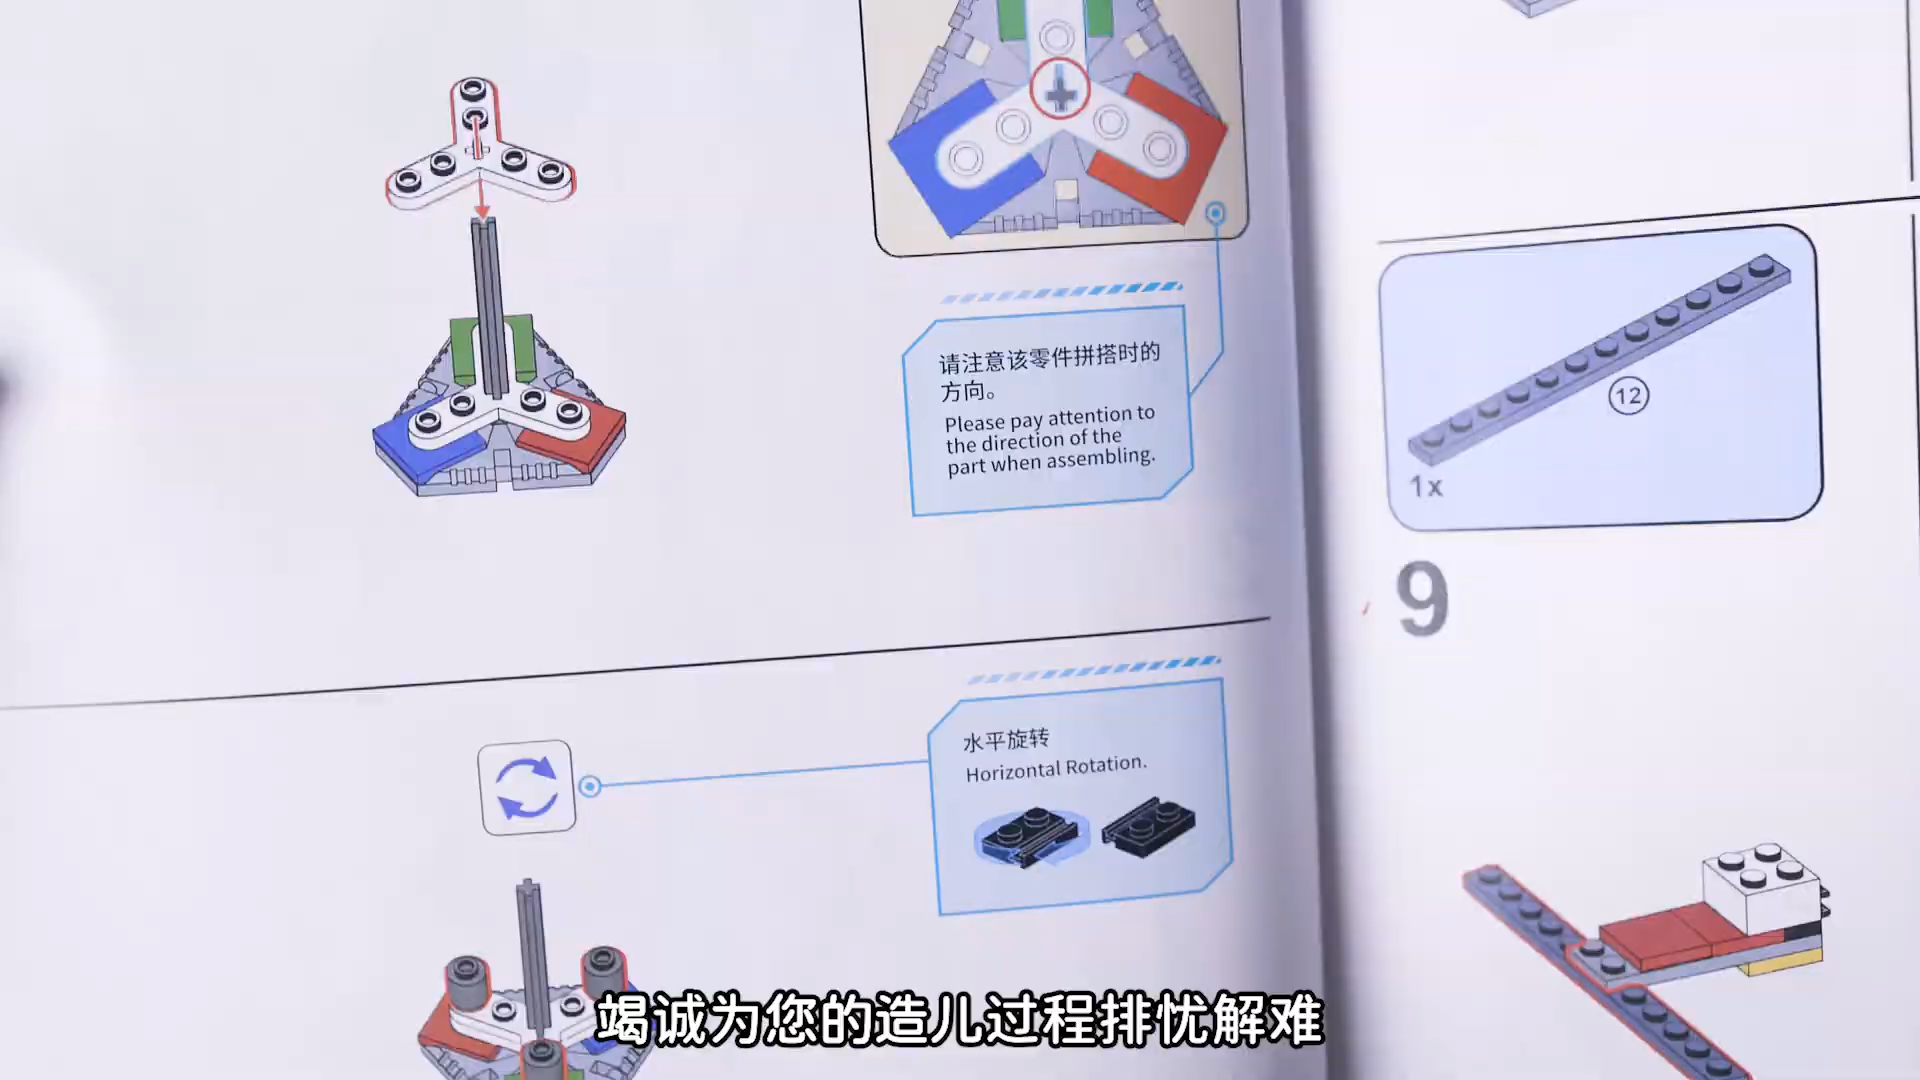 请注意该零件拼搭时的
方向。
Please pay attention to
the direction of the
part when assembling.
水平旋转
Horizontal Rotation.
12
1x
9
竭诚为您的造儿过程排忧解难